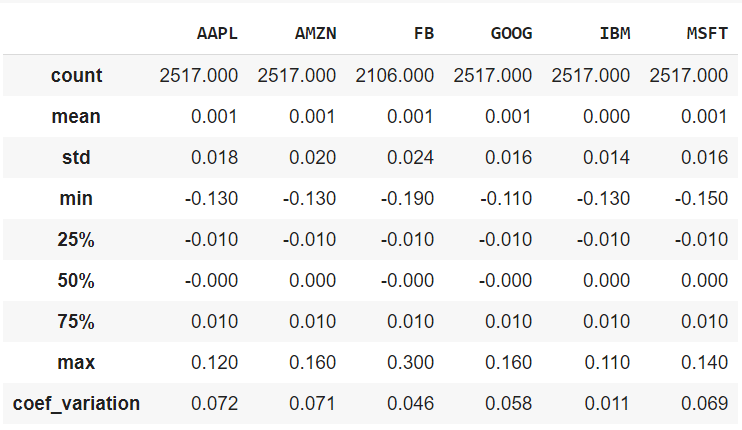 AAPL AMZN FB GOOG IBM MSFT
count 2517.000 2517.000 2106.000 2517.000 2517.000 2517.000
mean 0.001 0.001 0.001 0.001 0.000 0.001
std 0.018 0.020 0.024 0.016 0.014 0.016
min -0.130 -0.130 -0.190 -0.110 -0.130 -0.150
25% -0.010 -0.010 -0.010 -0.010 -0.010 -0.010
50% -0.000 0.000 -0.000 -0.000 0.000 0.000
75% 0.010 0.010 0.010 0.010 0.010 0.010
max 0.120 0.160 0.300 0.160 0.110 0.140
coef_variation 0.072 0.071 0.046 0.058 0.011 0.069